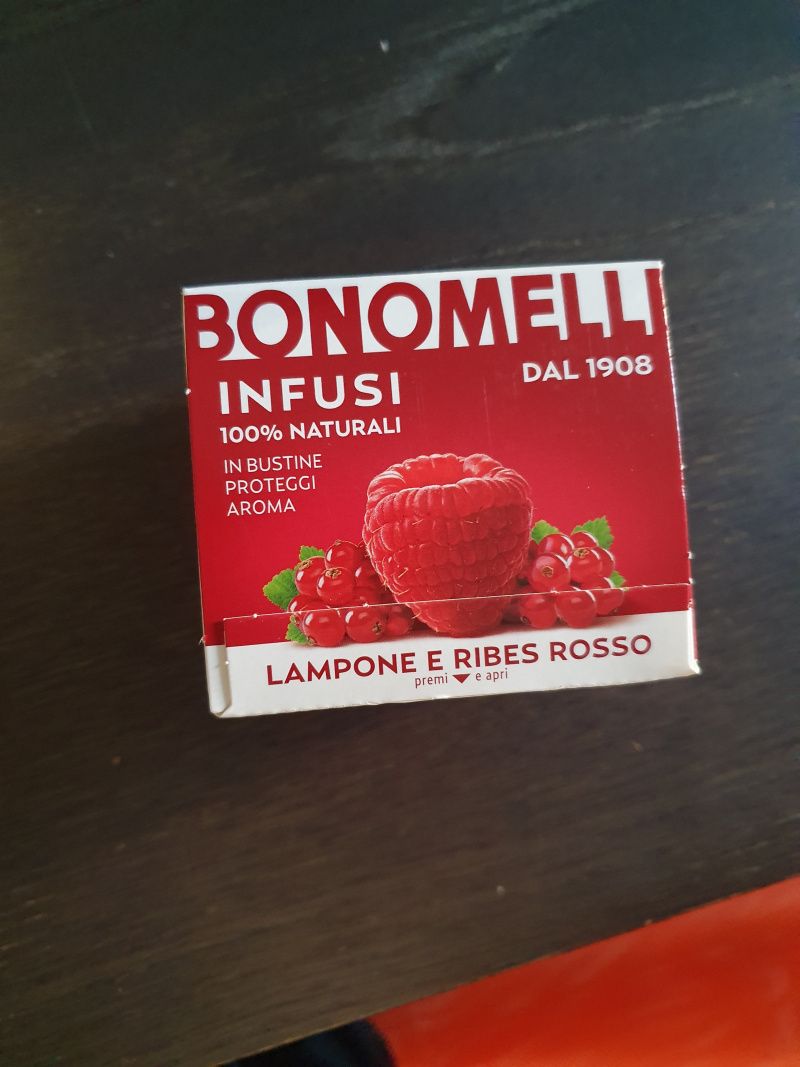 BONOMELLI
DAL 1908
INFUSI
100% NATURALI
IN BUSTINE
PROTEGGI
AROMA
LAMPONE E RIBES ROSSO
premi e apri